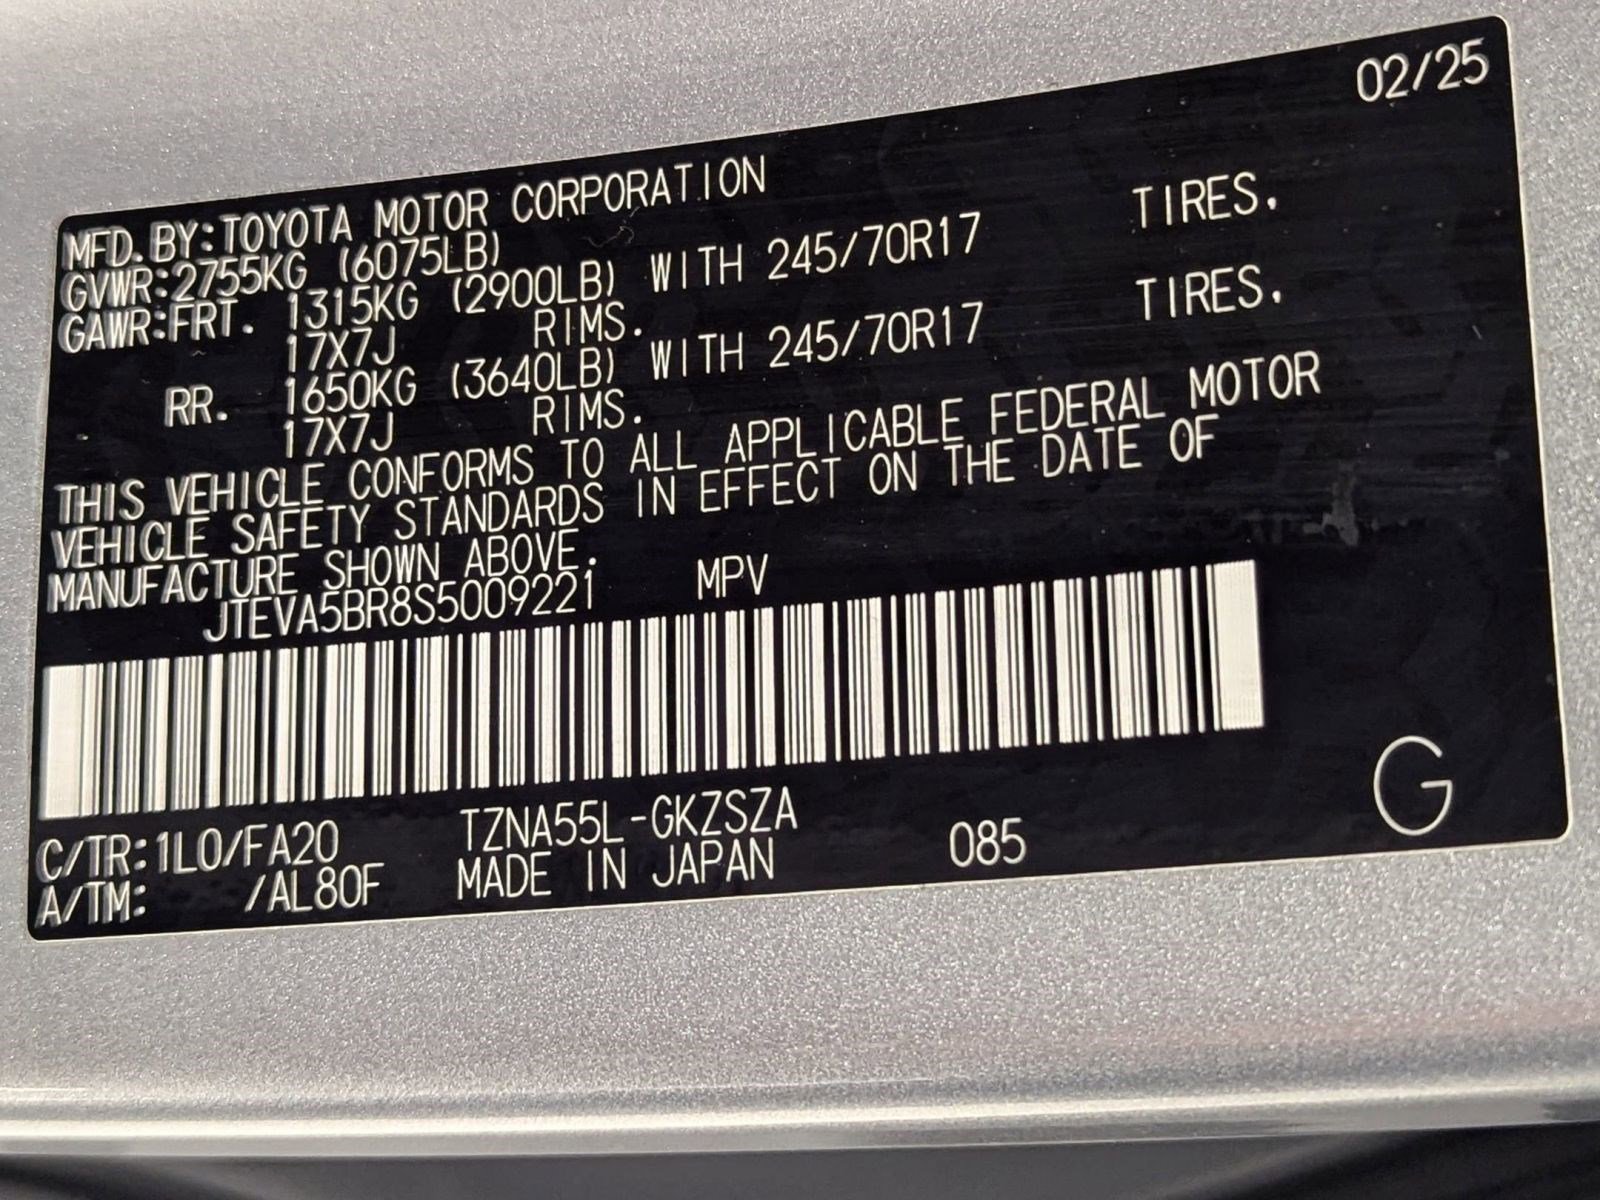 02/25
MFD. BY: TOYOTA MOTOR CORPORATION
GVWR: 2755KG (6075LB)
GAWR: FRT. 1315KG (2900LB) WITH 245/70R17 TIRES,
17X7J RIMS.
RR. 1650KG (3640LB) WITH 245/70R17 TIRES,
17X7J RIMS.
THIS VEHICLE CONFORMS TO ALL APPLICABLE FEDERAL MOTOR
VEHICLE SAFETY STANDARDS IN EFFECT ON THE DATE OF
MANUFACTURE SHOWN ABOVE.
JTEVA5BR8S5009221 MPV
C/TR: 1L0/FA20 TZNA55L-GKZSZA
A/TM: /AL80F MADE IN JAPAN 085 G